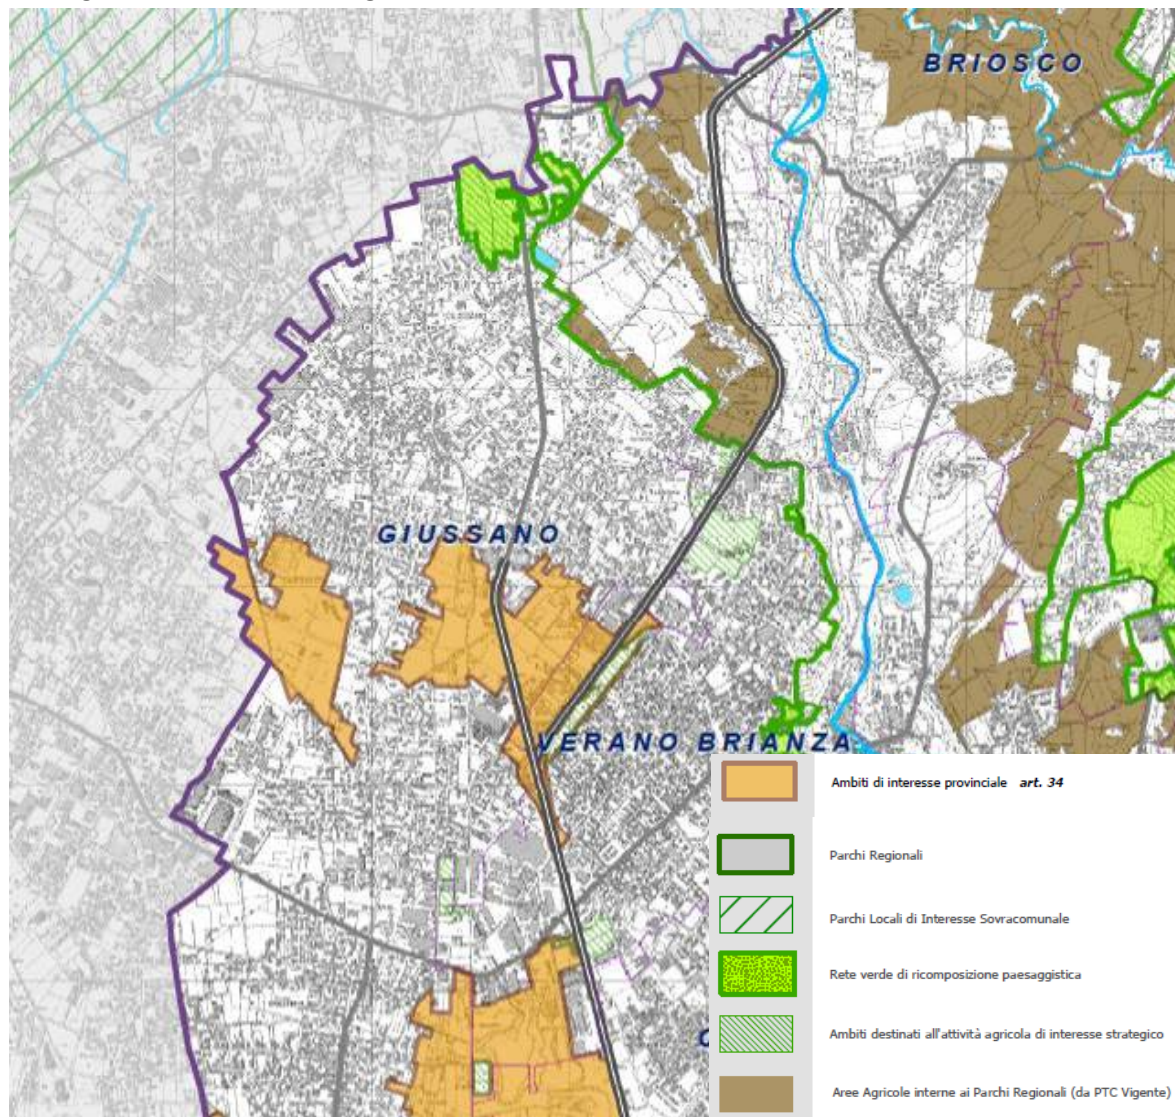 BRIOSCO
GIUSSANO
VERANO BRIANZA
C
Ambiti di interesse provinciale art. 34
Parchi Regionali
Parchi Locali di Interesse Sovracomunale
Rete verde di ricomposizione paesaggistica
Ambiti destinati all'attività agricola di interesse strategico
Aree Agricole interne ai Parchi Regionali (da PTC Vigente)